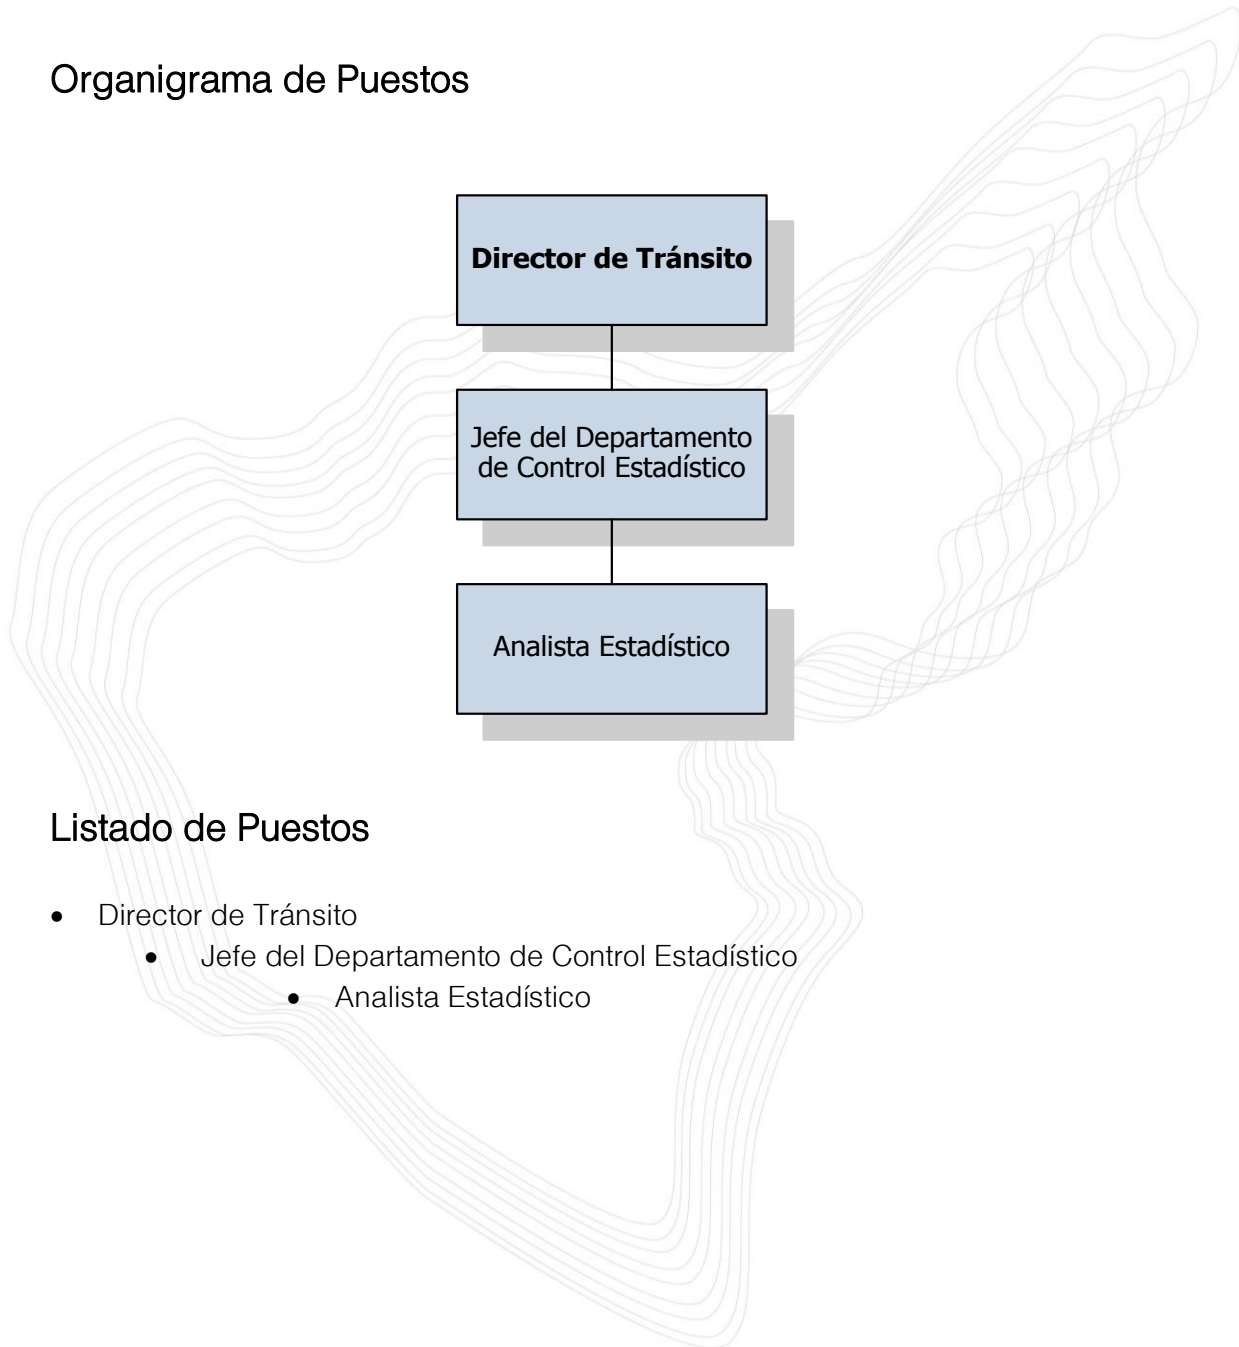 Organigrama de Puestos
Director de Tránsito
Jefe del Departamento
de Control Estadístico
Analista Estadístico
Listado de Puestos
• Director de Tránsito
• Jefe del Departamento de Control Estadístico
• Analista Estadístico